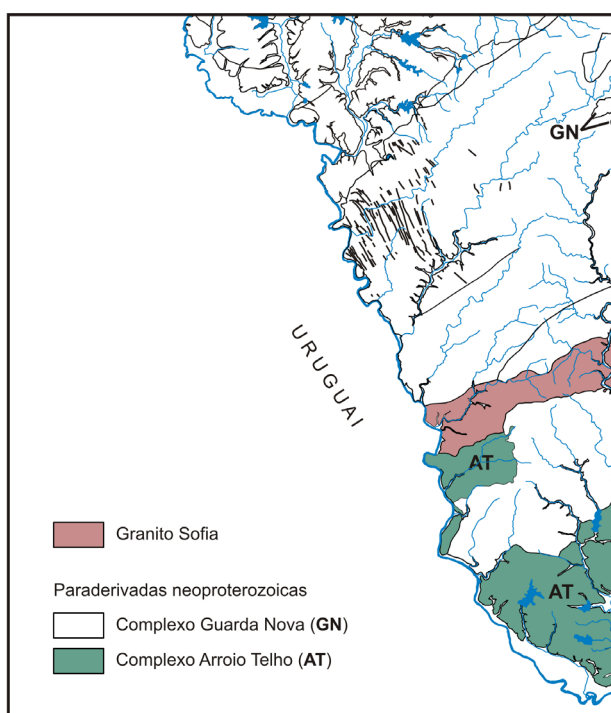 GN
URUGUAI
AT
AT
Granito Sofia
Paraderivadas neoproterozoicas
Complexo Guarda Nova (GN)
Complexo Arroio Telho (AT)